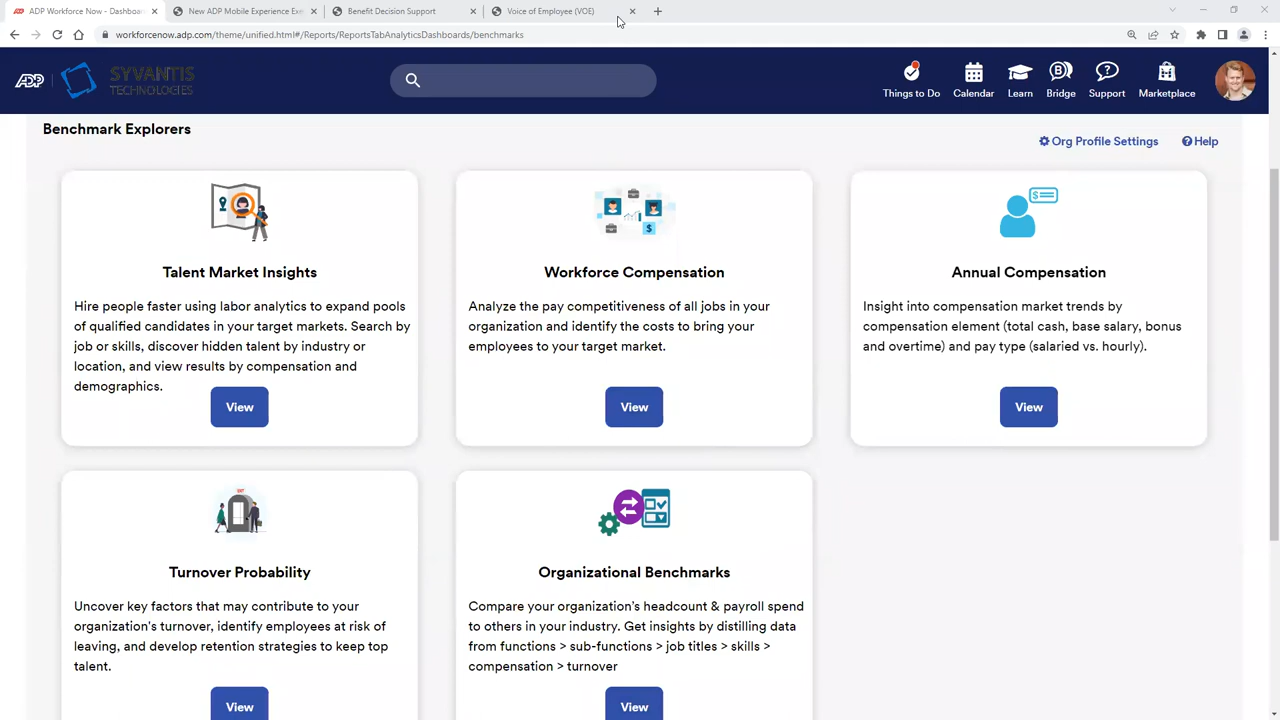 ADP Workforce Now - Dashboa
New ADP Mobile Experience Exe
Benefit Decision Support
Voice of Employee (VOE)
workforcenow.adp.com/theme/unified.html#/Reports/ReportsTabAnalyticsDashboards/benchmarks
ADP
SYVANTIS
TECHNOLOGIES
Things to Do
Calendar
Learn
Bridge
Support
Marketplace
Benchmark Explorers
Org Profile Settings
Help
Talent Market Insights
Hire people faster using labor analytics to expand pools
of qualified candidates in your target markets. Search by
job or skills, discover hidden talent by industry or
location, and view results by compensation and
demographics.
View
Workforce Compensation
Analyze the pay competitiveness of all jobs in your
organization and identify the costs to bring your
employees to your target market.
View
Annual Compensation
Insight into compensation market trends by
compensation element (total cash, base salary, bonus
and overtime) and pay type (salaried vs. hourly).
View
Turnover Probability
Uncover key factors that may contribute to your
organization's turnover, identify employees at risk of
leaving, and develop retention strategies to keep top
talent.
View
Organizational Benchmarks
Compare your organization’s headcount & payroll spend
to others in your industry. Get insights by distilling data
from functions > sub-functions > job titles > skills >
compensation > turnover
View